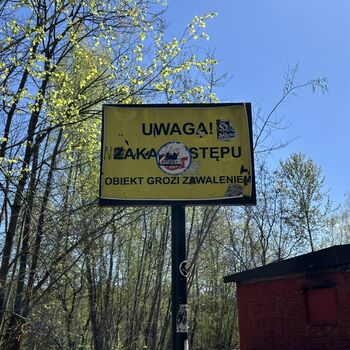 UWAGA!
ZAKA STĘPU
OBIEKT GROZI ZAWALENIEM